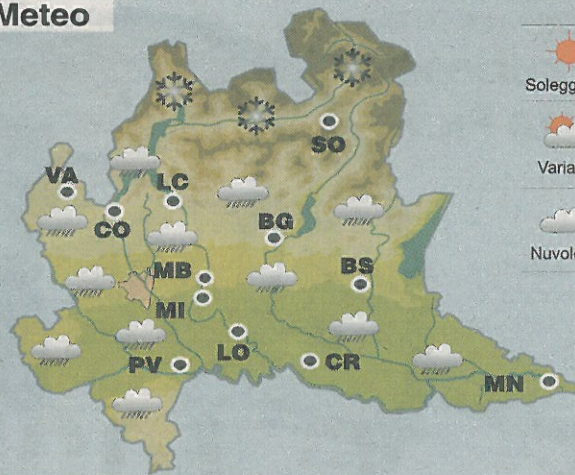 Meteo
Solegg
Varia
Nuvol
SO
VA
LC
CO
BG
MB
BS
MI
LO
PV
CR
MN